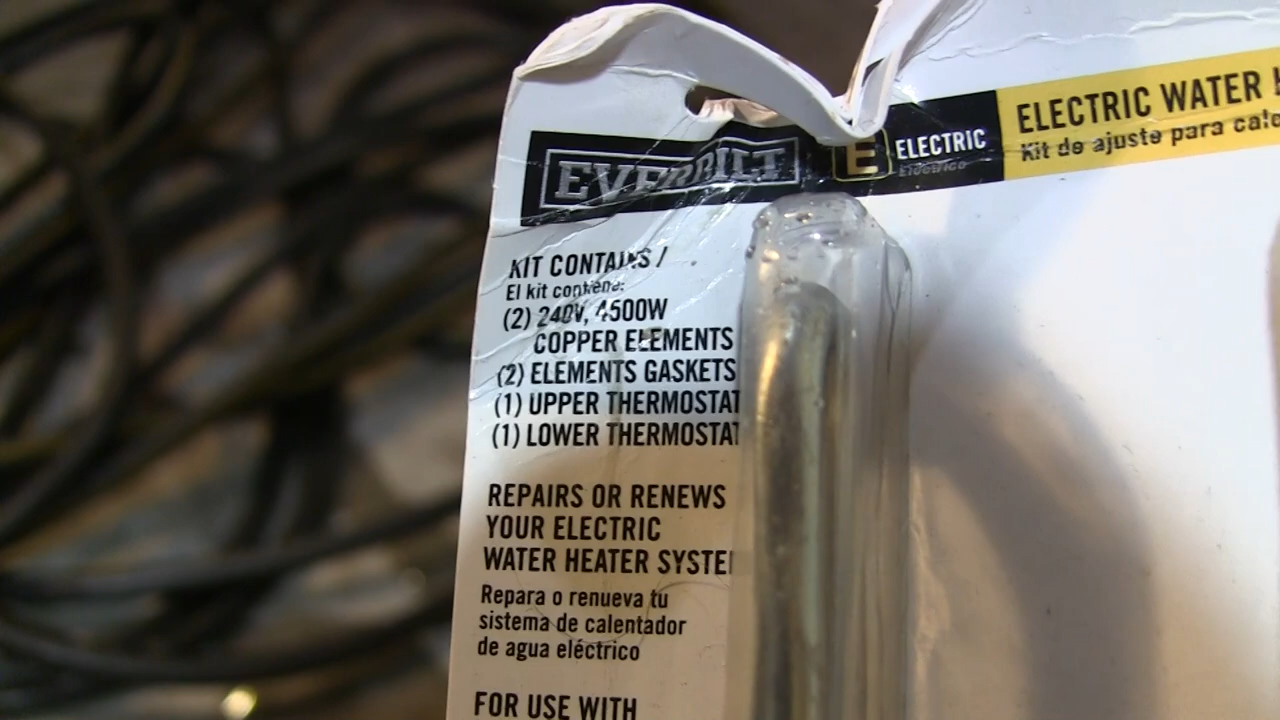 EVERBILT
E ELECTRIC
Eléctrico
ELECTRIC WATER
Kit de ajuste para
KIT CONTAINS /
El kit contiene:
(2) 240V, 4500W
COPPER ELEMENTS
(2) ELEMENTS GASKETS
(1) UPPER THERMOSTAT
(1) LOWER THERMOSTAT
REPAIRS OR RENEWS
YOUR ELECTRIC
WATER HEATER SYSTE
Repara o renueva tu
sistema de calentador
de agua eléctrico
FOR USE WITH